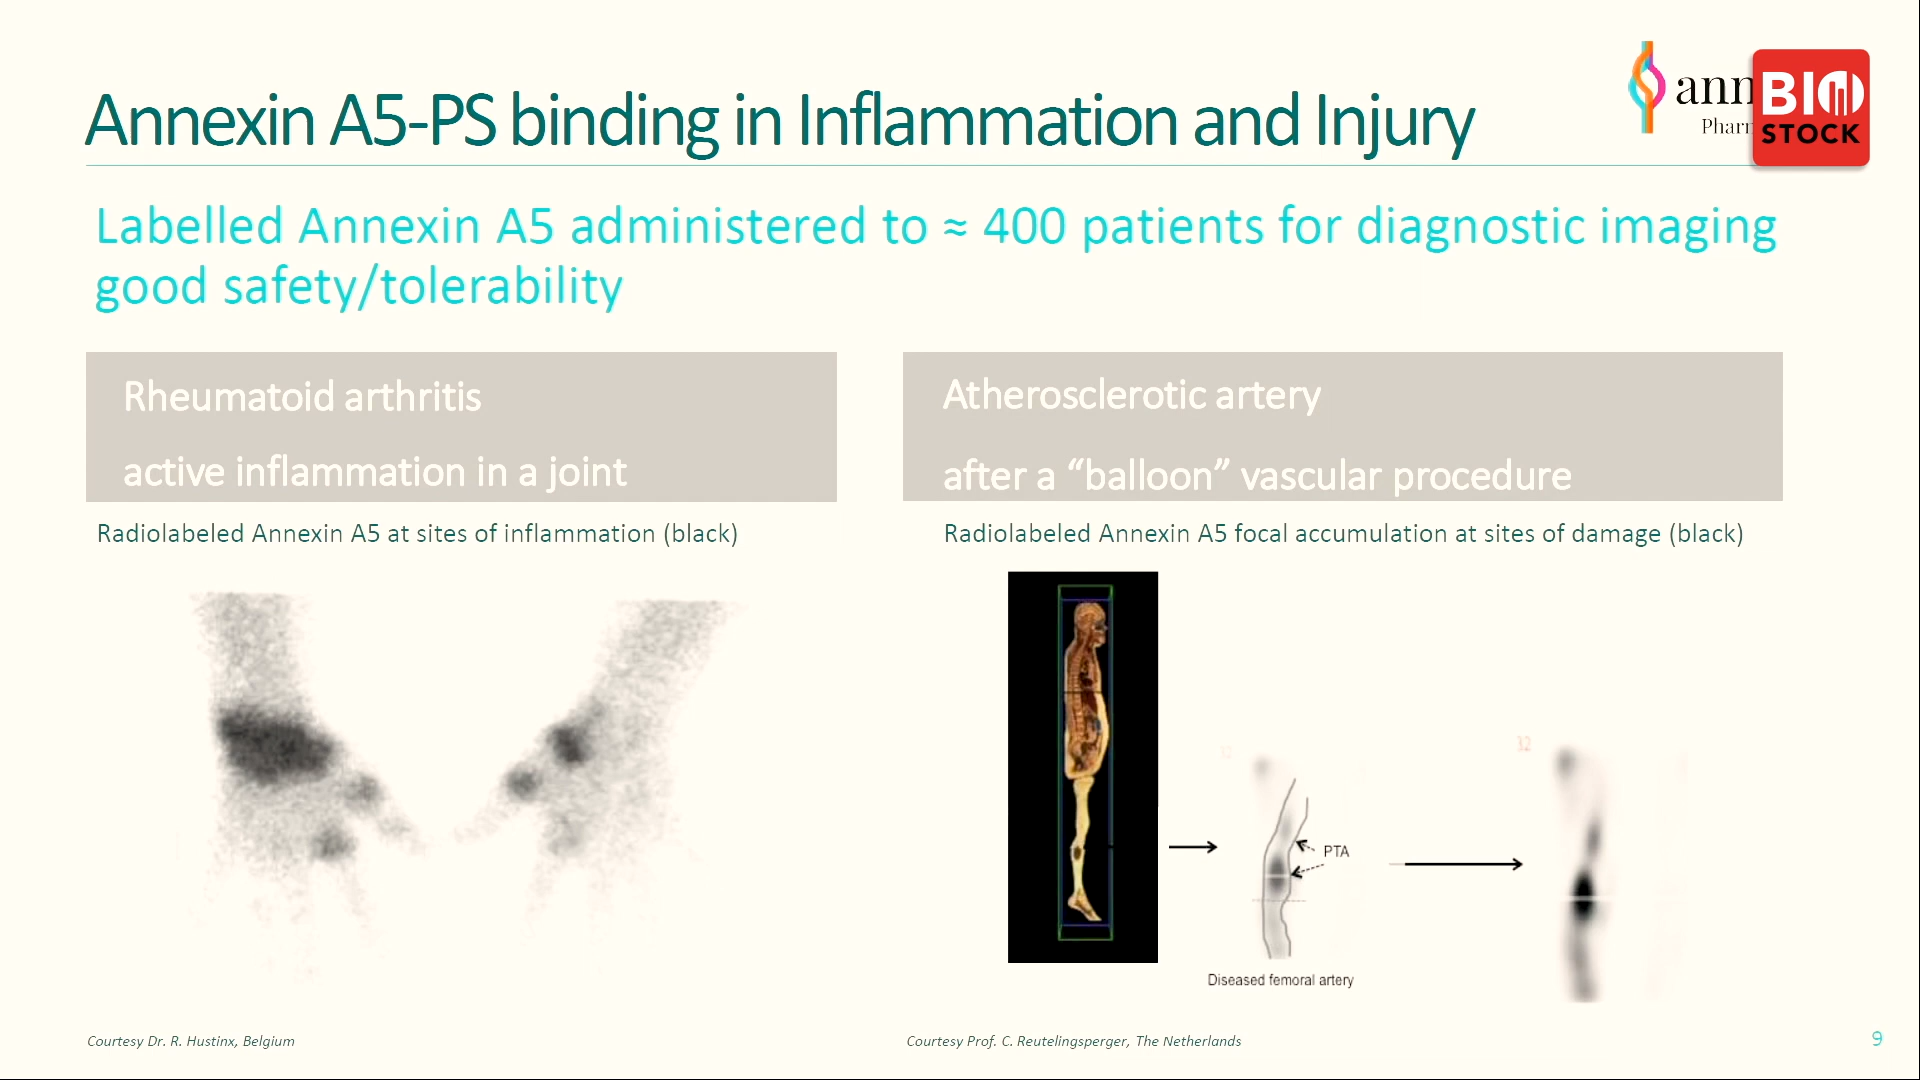 Annexin A5-PS binding in Inflammation and Injury
ann
Pharm
BIO
STOCK
Labelled Annexin A5 administered to ≈ 400 patients for diagnostic imaging
good safety/tolerability
Rheumatoid arthritis
active inflammation in a joint
Radiolabeled Annexin A5 at sites of inflammation (black)
Atherosclerotic artery
after a “balloon” vascular procedure
Radiolabeled Annexin A5 focal accumulation at sites of damage (black)
32
32
PTA
Diseased femoral artery
Courtesy Dr. R. Hustinx, Belgium
Courtesy Prof. C. Reutelingsperger, The Netherlands
9